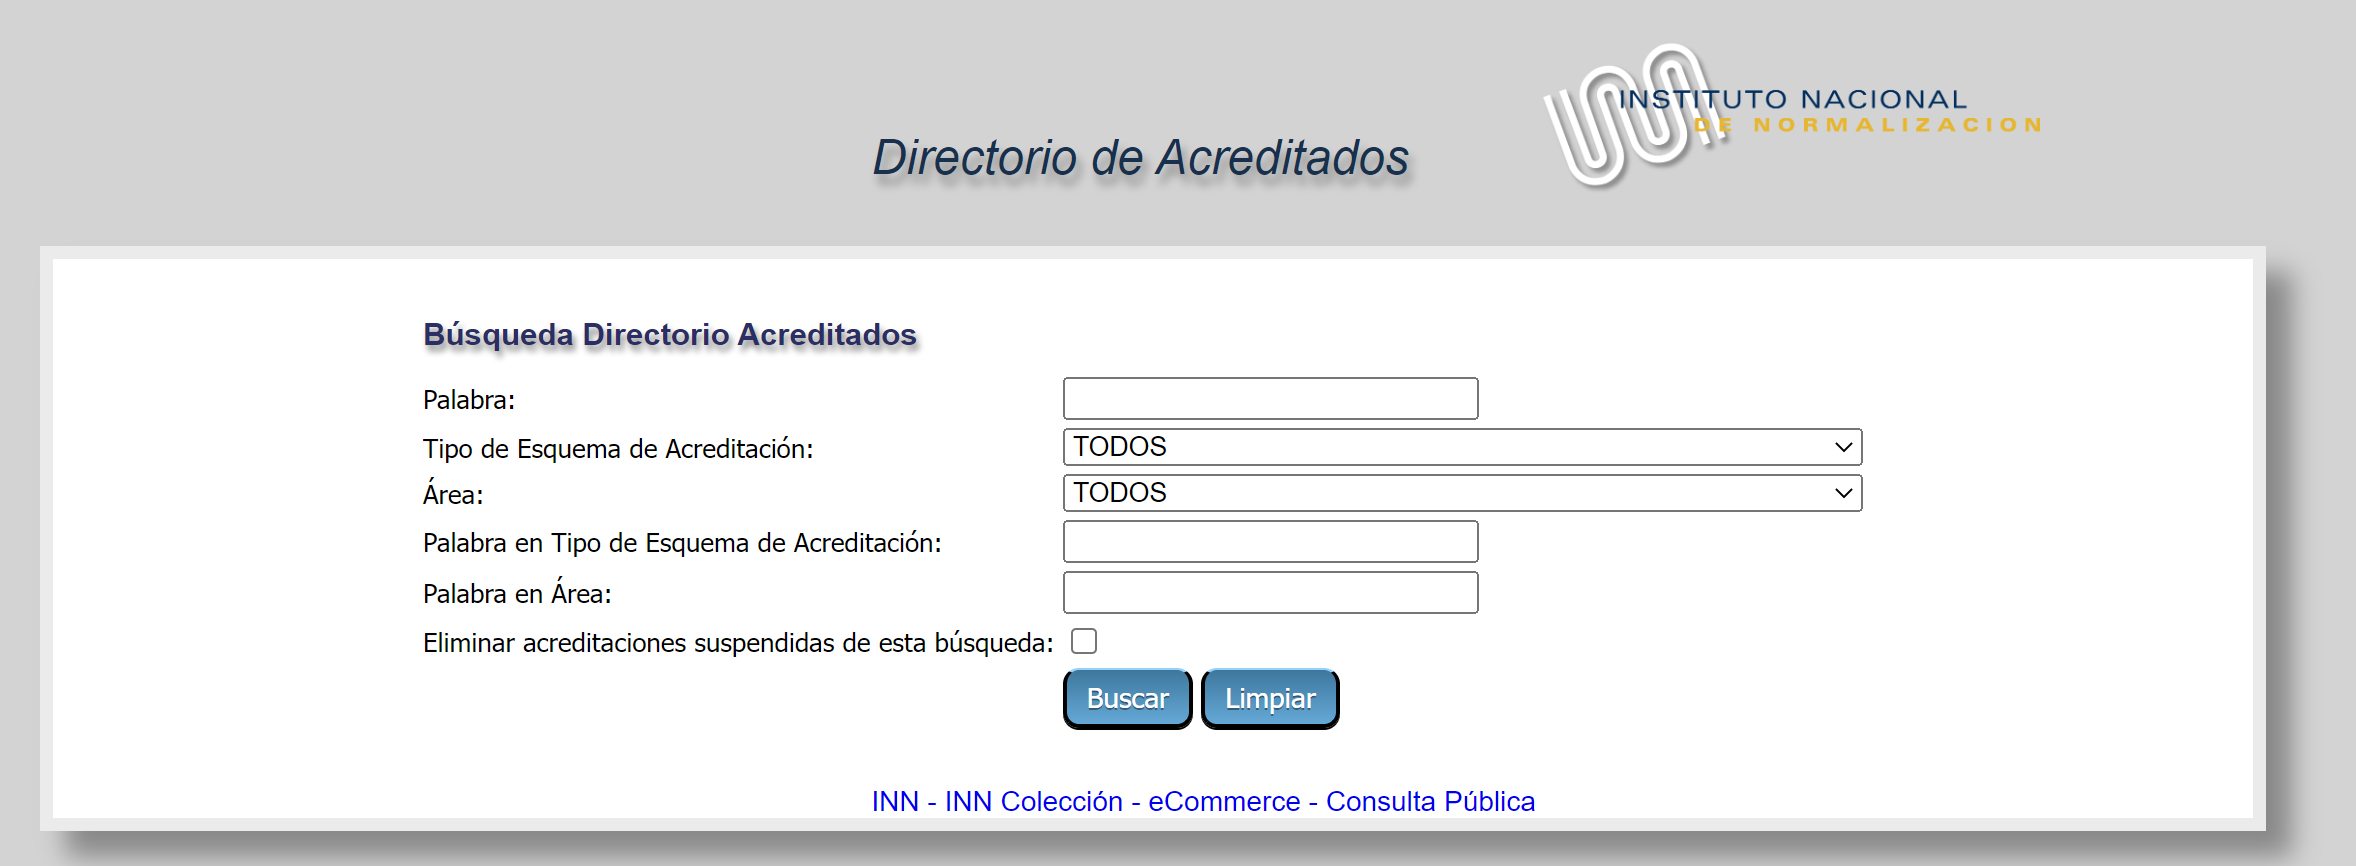 INSTITUTO NACIONAL
DE NORMALIZACION
Directorio de Acreditados
Búsqueda Directorio Acreditados
Palabra:
Tipo de Esquema de Acreditación: TODOS
Área: TODOS
Palabra en Tipo de Esquema de Acreditación:
Palabra en Área:
Eliminar acreditaciones suspendidas de esta búsqueda:
Buscar Limpiar
INN - INN Colección - eCommerce - Consulta Pública